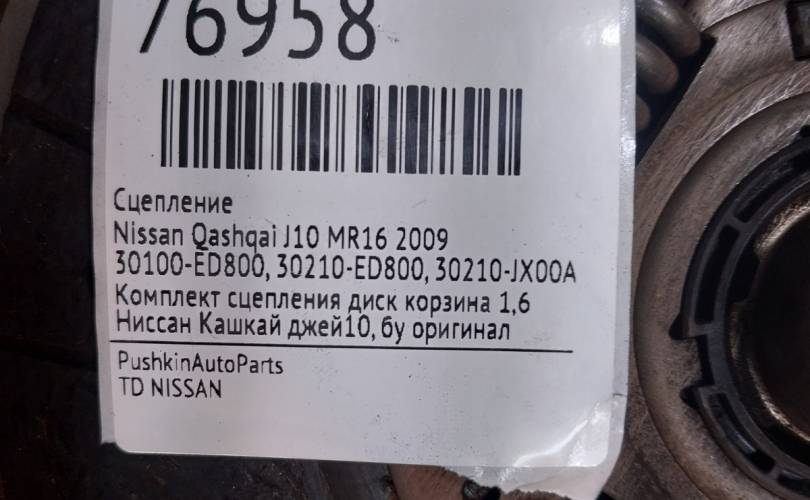 76958
Сцепление
Nissan Qashqai J10 MR16 2009
30100-ED800, 30210-ED800, 30210-JX00A
Комплект сцепления диск корзина 1,6
Ниссан Кашкай джей10, бу оригинал
PushkinAutoParts
TD NISSAN